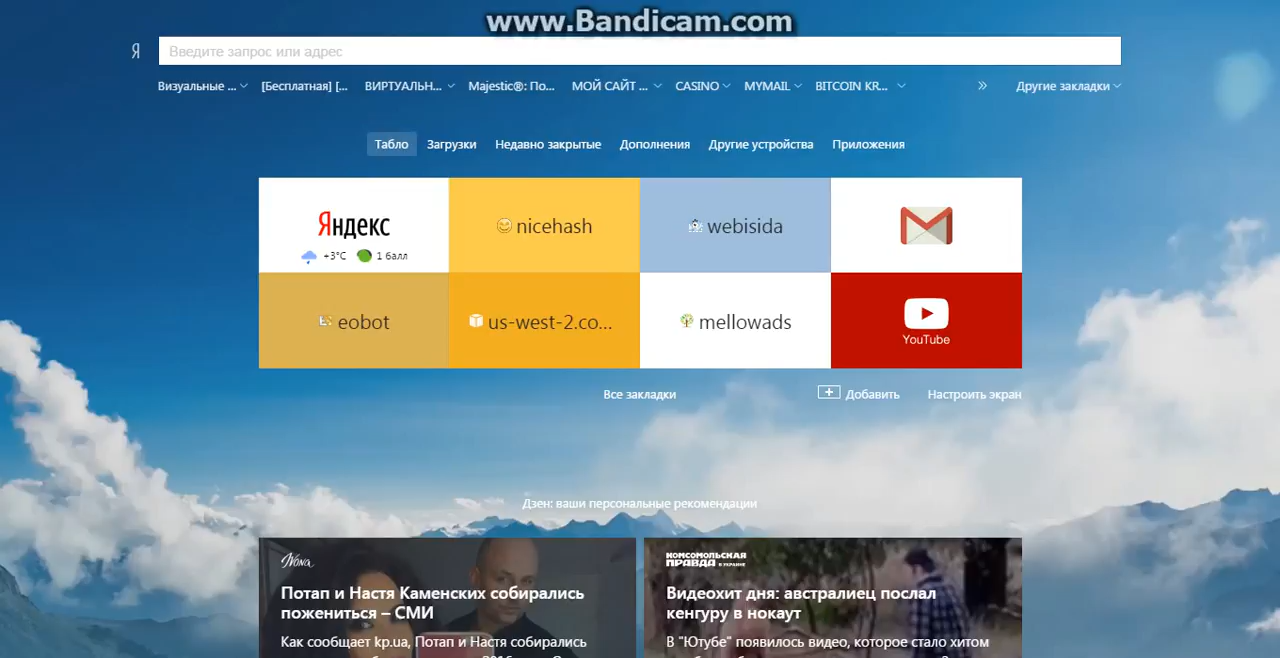 www.Bandicam.com
Я
Введите запрос или адрес
Визуальные ... [Бесплатная] [... ВИРТУАЛЬН... Majestic®: По... МОЙ САЙТ ... CASINO MYMAIL BITCOIN KR... » Другие закладки
Табло Загрузки Недавно закрытые Дополнения Другие устройства Приложения
Яндекс nicehash webisida
+3°C 1 балл
eobot us-west-2.co... mellowads YouTube
Все закладки Добавить Настроить экран
Дзен: ваши персональные рекомендации
Потап и Настя Каменских собирались
пожениться – СМИ
Как сообщает kp.ua, Потап и Настя собирались
КОМСОМОЛЬСКАЯ
ПРАВДА В УКРАИНЕ
Видеохит дня: австралиец послал
кенгуру в нокаут
В "Ютубе" появилось видео, которое стало хитом